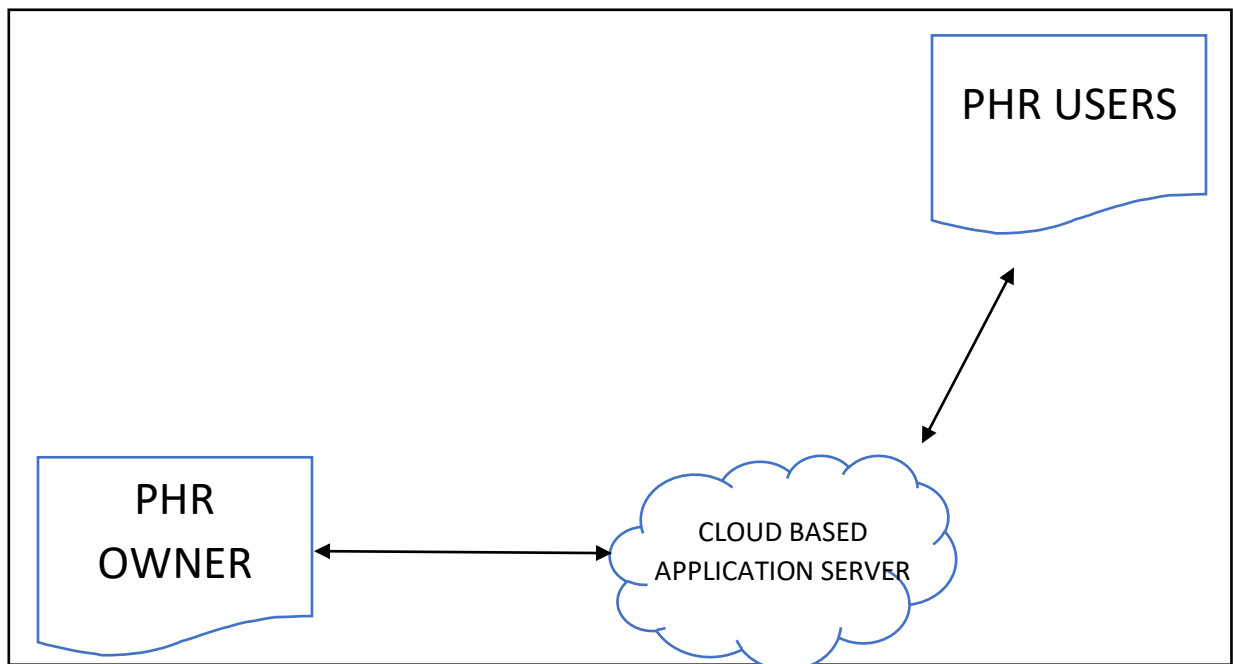 PHR USERS
PHR
OWNER
CLOUD BASED
APPLICATION SERVER